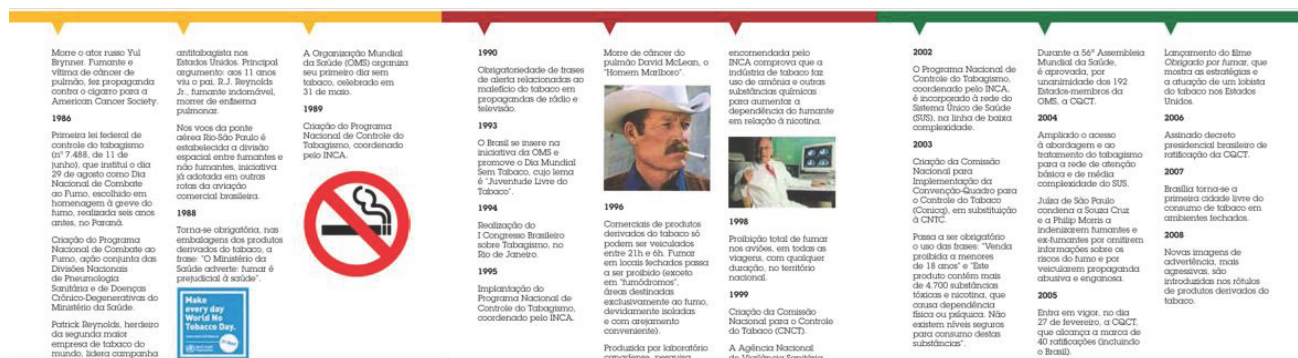 Morre o ator russo Yul
Brynner. Fumante e
vítima de câncer de
pulmão, fez propaganda
contra o cigarro para a
American Cancer Society.
1986
Primeira lei federal de
controle do tabagismo
(nº 7.488, de 11 de
junho), que institui o dia
29 de agosto como Dia
Nacional de Combate
ao Fumo, escolhido em
homenagem à greve do
fumo, realizada seis anos
antes, no Paraná.
Criação do Programa
Nacional de Combate ao
Fumo, ação conjunta das
Divisões Nacionais
de Pneumologia
Sanitária e de Doenças
Crônico-Degenerativas do
Ministério da Saúde.
Patrick Reynolds, herdeiro
da segunda maior
empresa de tabaco do
mundo, lidera campanha
antitabagista nos
Estados Unidos. Principal
argumento: aos 11 anos
viu o pai, R.J. Reynolds
Jr., fumante indomável,
morrer de enfisema
pulmonar.
Nos voos da ponte
aérea Rio-São Paulo é
estabelecida a divisão
espacial entre fumantes e
não fumantes, iniciativa
já adotada em outras
rotas da aviação
comercial brasileira.
1988
Torna-se obrigatória, nas
embalagens dos produtos
derivados do tabaco, a
frase: "O Ministério da
Saúde adverte: fumar é
prejudicial à saúde".
Make
every day
World No
Tobacco Day.
A Organização Mundial
da Saúde (OMS) organiza
seu primeiro dia sem
tabaco, celebrado em
31 de maio.
1989
Criação do Programa
Nacional de Controle do
Tabagismo, coordenado
pelo INCA.
1990
Obrigatoriedade de frases
de alerta relacionadas ao
malefício do tabaco em
propagandas de rádio e
televisão.
1993
O Brasil se insere na
iniciativa da OMS e
promove o Dia Mundial
Sem Tabaco, cujo lema
é "Juventude Livre do
Tabaco".
1994
Realização do
I Congresso Brasileiro
sobre Tabagismo, no
Rio de Janeiro.
1995
Implantação do
Programa Nacional de
Controle do Tabagismo,
coordenado pelo INCA.
Morre de câncer do
pulmão David McLean, o
"Homem Marlboro".
1996
Comerciais de produtos
derivados do tabaco só
podem ser veiculados
entre 21h e 6h. Fumar
em locais fechados passa
a ser proibido (exceto
em "fumódromos",
áreas destinadas
exclusivamente ao fumo,
devidamente isoladas
e com arejamento
conveniente).
Produzida por laboratório
canadense, pesquisa
encomendada pelo
INCA comprova que a
indústria de tabaco faz
uso de amônia e outras
substâncias químicas
para aumentar a
dependência do fumante
em relação à nicotina.
1998
Proibição total de fumar
nos aviões, em todas as
viagens, com qualquer
duração, no território
nacional.
1999
Criação da Comissão
Nacional para o Controle
do Tabaco (CNCT).
A Agência Nacional
de Vigilância Sanitária
2002
O Programa Nacional de
Controle do Tabagismo,
coordenado pelo INCA,
é incorporado à rede do
Sistema Único de Saúde
(SUS), na linha de baixa
complexidade.
2003
Criação da Comissão
Nacional para
Implementação da
Convenção-Quadro para
o Controle do Tabaco
(Conicq), em substituição
à CNTC.
Passa a ser obrigatório
o uso das frases: "Venda
proibida a menores
de 18 anos" e "Este
produto contém mais
de 4.700 substâncias
tóxicas e nicotina, que
causa dependência
física ou psíquica. Não
existem níveis seguros
para consumo destas
substâncias".
Durante a 56ª Assembleia
Mundial da Saúde,
é aprovada, por
unanimidade dos 192
Estados-membros da
OMS, a CQCT.
2004
Ampliado o acesso
à abordagem e ao
tratamento do tabagismo
para a rede de atenção
básica e de média
complexidade do SUS.
Juíza de São Paulo
condena a Souza Cruz
e a Philip Morris a
indenizarem fumantes e
ex-fumantes por omitirem
informações sobre os
riscos do fumo e por
veicularem propaganda
abusiva e enganosa.
2005
Entra em vigor, no dia
27 de fevereiro, a CQCT,
que alcança a marca de
40 ratificações (incluindo
o Brasil).
Lançamento do filme
Obrigado por fumar, que
mostra as estratégias e
a atuação de um lobista
do tabaco nos Estados
Unidos.
2006
Assinado decreto
presidencial brasileiro de
ratificação da CQCT.
2007
Brasília torna-se a
primeira cidade livre do
consumo de tabaco em
ambientes fechados.
2008
Novas imagens de
advertência, mais
agressivas, são
introduzidas nos rótulos
de produtos derivados do
tabaco.